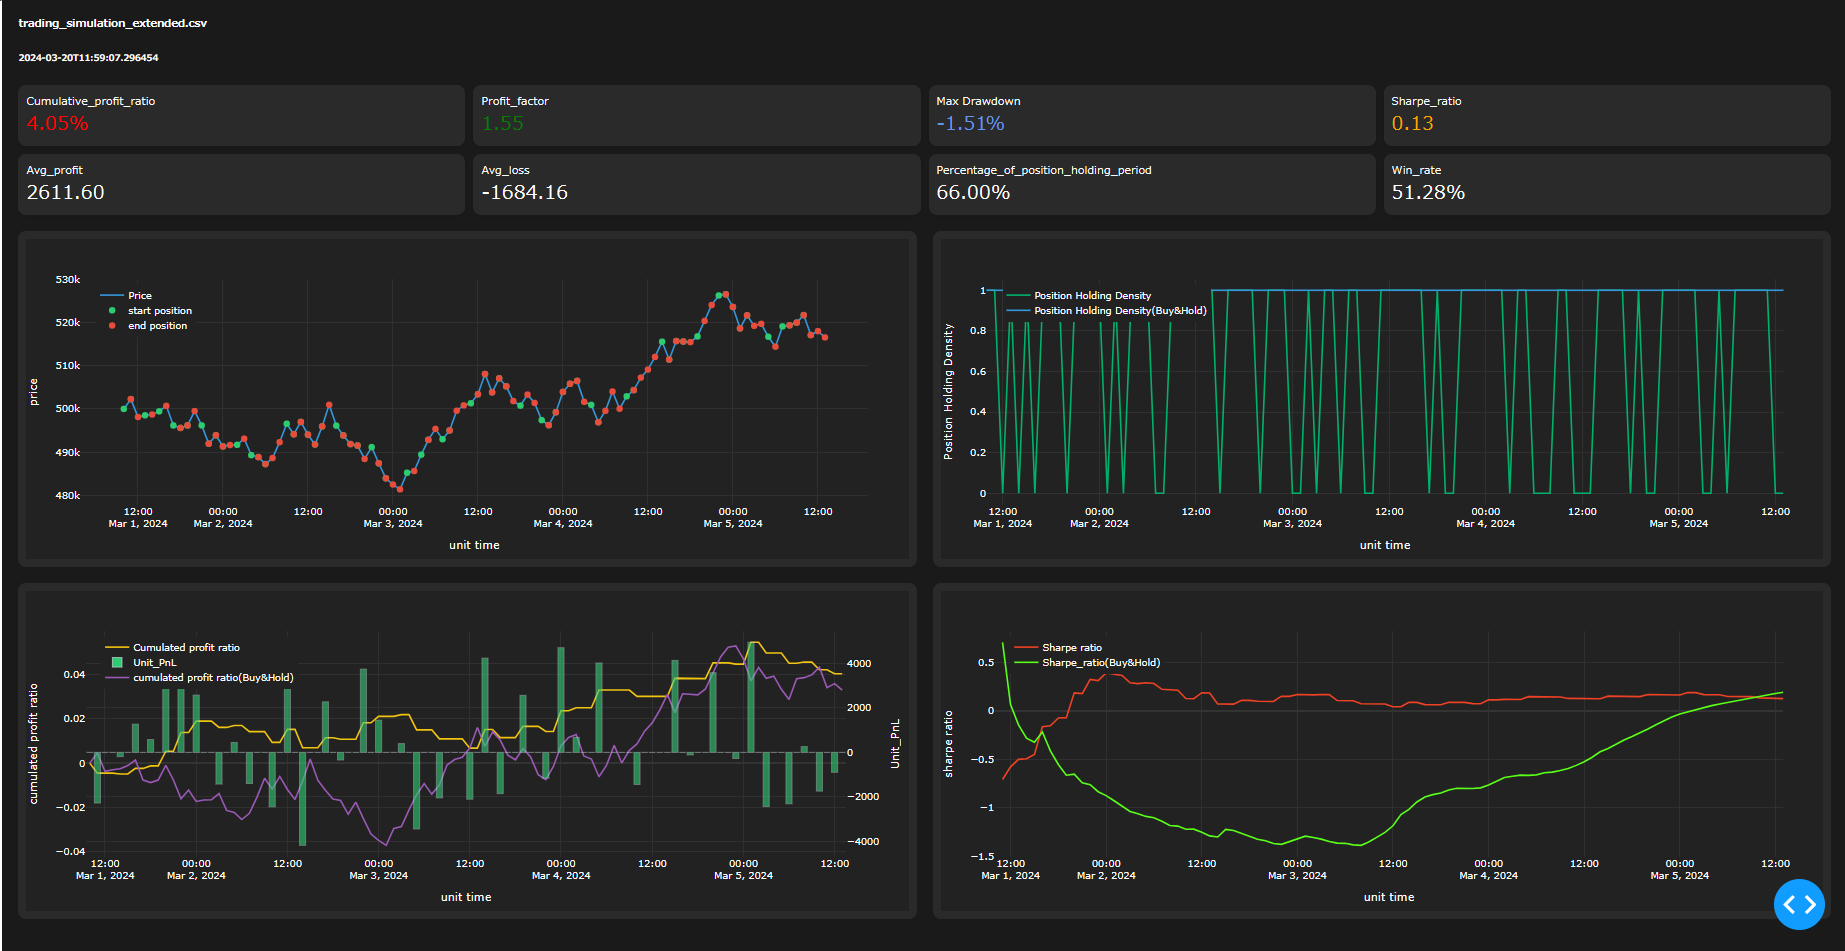 trading_simulation_extended.csv
2024-03-20T11:59:07.296454
Cumulative_profit_ratio
4.05%
Profit_factor
1.55
Max Drawdown
-1.51%
Sharpe_ratio
0.13
Avg_profit
2611.60
Avg_loss
-1684.16
Percentage_of_position_holding_period
66.00%
Win_rate
51.28%
530k
520k
510k
500k
490k
480k
price
Price
start position
end position
12:00 00:00 12:00 00:00 12:00 00:00 12:00 00:00 12:00
Mar 1, 2024 Mar 2, 2024 Mar 3, 2024 Mar 4, 2024 Mar 5, 2024
unit time
1
0.8
0.6
0.4
0.2
0
Position Holding Density
Position Holding Density
Position Holding Density(Buy&Hold)
12:00 00:00 12:00 00:00 12:00 00:00 12:00 00:00 12:00
Mar 1, 2024 Mar 2, 2024 Mar 3, 2024 Mar 4, 2024 Mar 5, 2024
unit time
0.04
0.02
0
−0.02
−0.04
cumulated profit ratio
Cumulated profit ratio
Unit_PnL
cumulated profit ratio(Buy&Hold)
4000
2000
0
−2000
−4000
Unit_PnL
12:00 00:00 12:00 00:00 12:00 00:00 12:00 00:00 12:00
Mar 1, 2024 Mar 2, 2024 Mar 3, 2024 Mar 4, 2024 Mar 5, 2024
unit time
0.5
0
−0.5
−1
−1.5
sharpe ratio
Sharpe ratio
Sharpe_ratio(Buy&Hold)
12:00 00:00 12:00 00:00 12:00 00:00 12:00 00:00 12:00
Mar 1, 2024 Mar 2, 2024 Mar 3, 2024 Mar 4, 2024 Mar 5, 2024
unit time